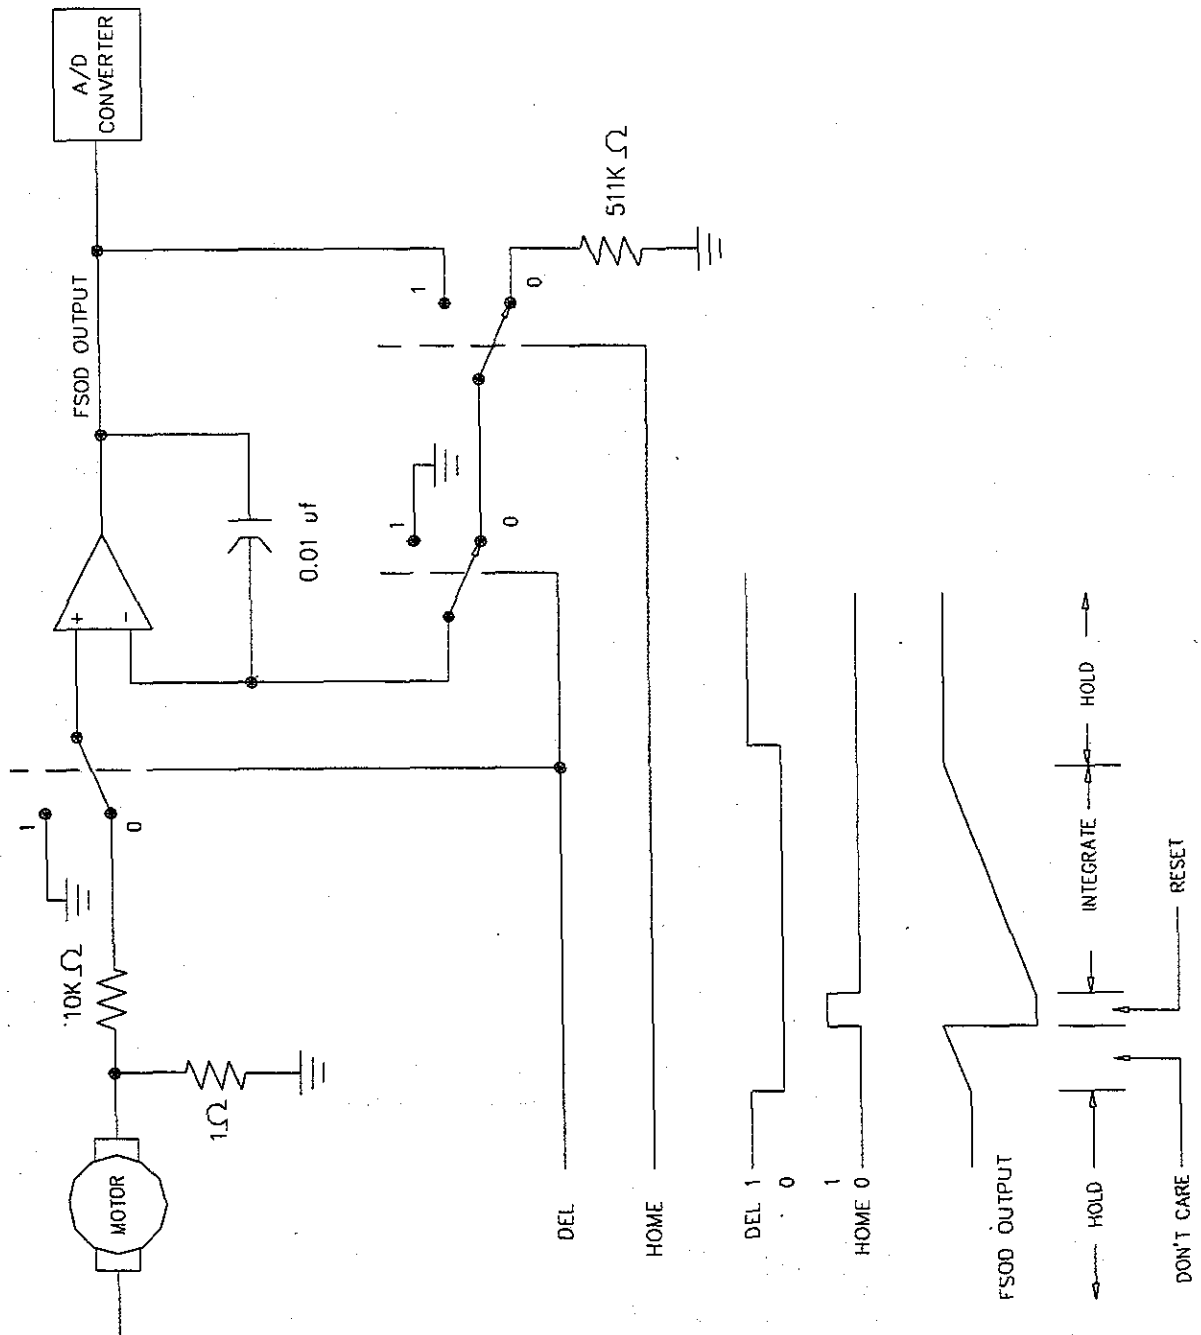 A/D
CONVERTER
FSOD OUTPUT
+
−
0.01 uf
1
0
10K Ω
1Ω
MOTOR
1
0
1
0
511K Ω
DEL
HOME
DEL 1
0
1
HOME 0
FSOD OUTPUT
HOLD
INTEGRATE
HOLD
DON'T CARE
RESET